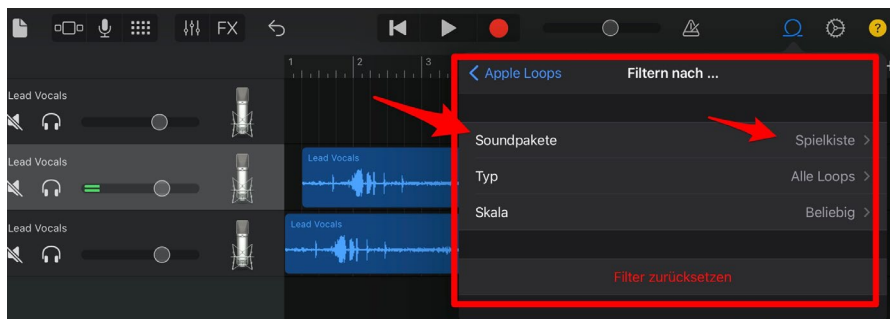 FX
?
1 2 3
Apple Loops
Filtern nach ...
Lead Vocals
Soundpakete
Spielkiste
Lead Vocals
Lead Vocals
Typ
Alle Loops
Skala
Beliebig
Lead Vocals
Lead Vocals
Filter zurücksetzen